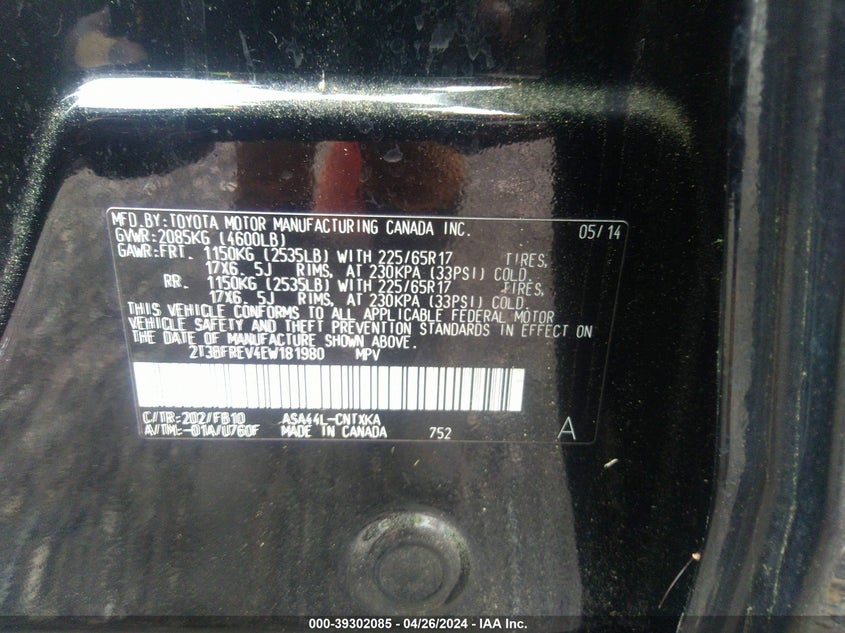 MFD.BY:TOYOTA MOTOR MANUFACTURING CANADA INC. 05/14
GVWR:2085KG (4600LB)
GAWR:FRT. 1150KG (2535LB) WITH 225/65R17 TIRES,
17X6.5J RIMS, AT 230KPA (33PSI) COLD.
RR. 1150KG (2535LB) WITH 225/65R17 TIRES,
17X6.5J RIMS, AT 230KPA (33PSI) COLD.
THIS VEHICLE CONFORMS TO ALL APPLICABLE FEDERAL MOTOR
VEHICLE SAFETY AND THEFT PREVENTION STANDARDS IN EFFECT ON
THE DATE OF MANUFACTURE SHOWN ABOVE.
2T3BFREV4EW181980 MPV
C/TR:202/FB10 ASA44L-CNTXKA
A/TM:-01A/U760F MADE IN CANADA 752 A
000-39302085 - 04/26/2024 - IAA Inc.